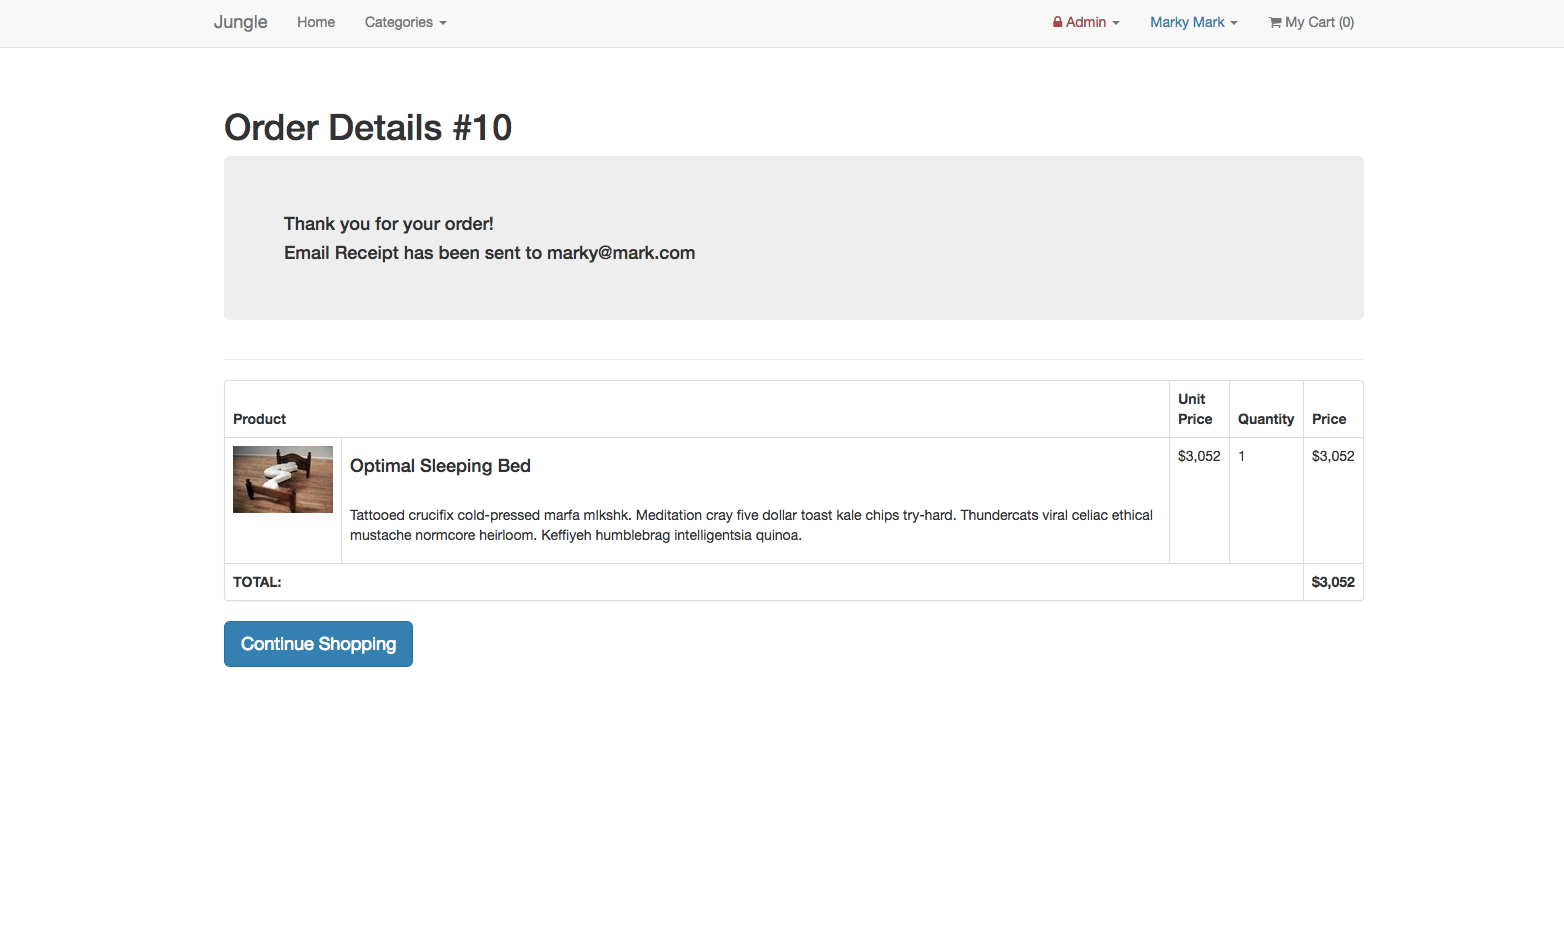 Jungle Home Categories Admin Marky Mark My Cart (0)
Order Details #10
Thank you for your order!
Email Receipt has been sent to marky@mark.com
Product Unit Price Quantity Price
Optimal Sleeping Bed $3,052 1 $3,052
Tattooed crucifix cold-pressed marfa mlkshk. Meditation cray five dollar toast kale chips try-hard. Thundercats viral celiac ethical
mustache normcore heirloom. Keffiyeh humblebrag intelligentsia quinoa.
TOTAL: $3,052
Continue Shopping